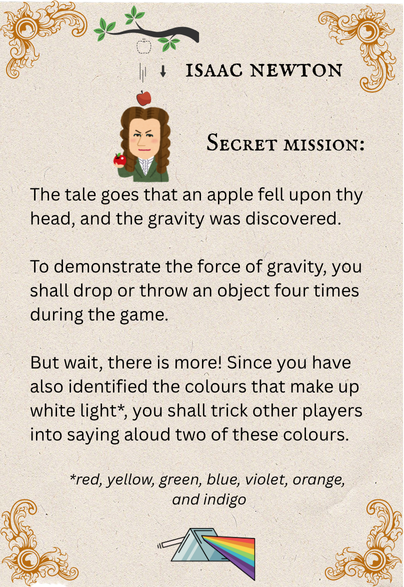 ISAAC NEWTON
SECRET MISSION:
The tale goes that an apple fell upon thy
head, and the gravity was discovered.
To demonstrate the force of gravity, you
shall drop or throw an object four times
during the game.
But wait, there is more! Since you have
also identified the colours that make up
white light*, you shall trick other players
into saying aloud two of these colours.
*red, yellow, green, blue, violet, orange,
and indigo